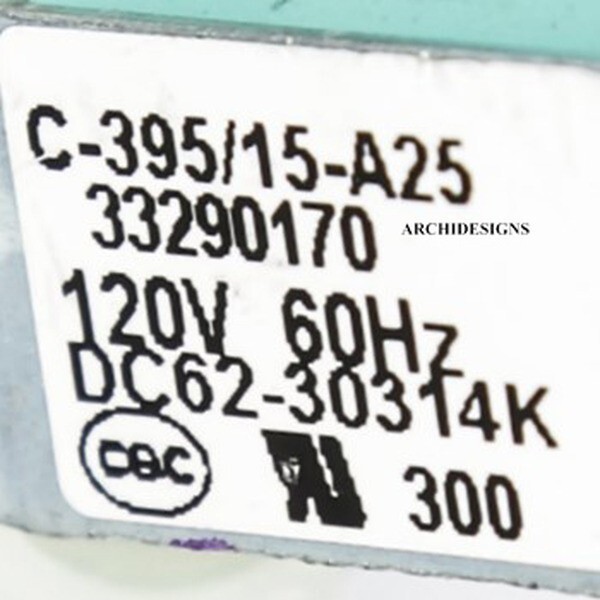 C-395/15-A25
33290170
ARCHIDESIGNS
120V 60Hz
DC62-30314K
300